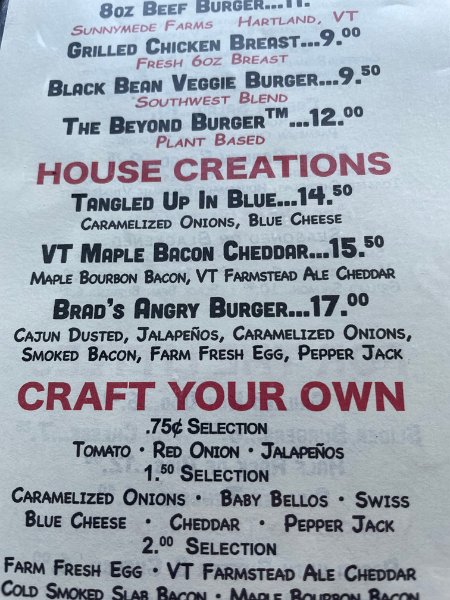 8oz Beef Burger...11.
Sunnymede Farms Hartland, VT
Grilled Chicken Breast...9.00
Fresh 6oz Breast
Black Bean Veggie Burger...9.50
Southwest Blend
The Beyond Burger™...12.00
Plant Based
HOUSE CREATIONS
Tangled Up In Blue...14.50
Caramelized Onions, Blue Cheese
VT Maple Bacon Cheddar...15.50
Maple Bourbon Bacon, VT Farmstead Ale Cheddar
Brad's Angry Burger...17.00
Cajun Dusted, Jalapeños, Caramelized Onions,
Smoked Bacon, Farm Fresh Egg, Pepper Jack
CRAFT YOUR OWN
.75¢ Selection
Tomato • Red Onion • Jalapeños
1.50 Selection
Caramelized Onions • Baby Bellos • Swiss
Blue Cheese • Cheddar • Pepper Jack
2.00 Selection
Farm Fresh Egg • VT Farmstead Ale Cheddar
Cold Smoked Slab Bacon • Maple Bourbon Bacon